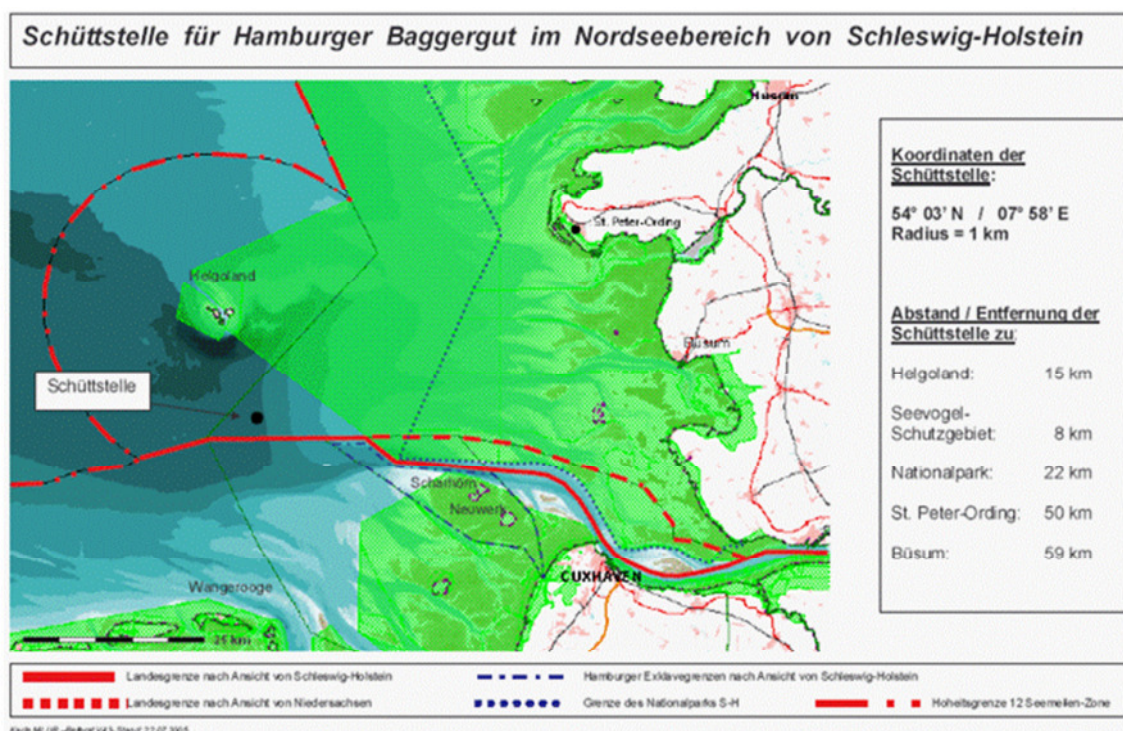 Schüttstelle für Hamburger Baggergut im Nordseebereich von Schleswig-Holstein
Husum
St. Peter-Ording
Helgoland
Büsum
Schüttstelle
Scharhörn
Neuwerk
CUXHAVEN
Wangerooge
25 km
Koordinaten der
Schüttstelle:
54° 03' N / 07° 58' E
Radius = 1 km
Abstand / Entfernung der
Schüttstelle zu:
Helgoland: 15 km
Seevogel-
Schutzgebiet: 8 km
Nationalpark: 22 km
St. Peter-Ording: 50 km
Büsum: 59 km
Landesgrenze nach Ansicht von Schleswig-Holstein
Hamburger Exklavegrenzen nach Ansicht von Schleswig-Holstein
Landesgrenze nach Ansicht von Niedersachsen
Grenze des Nationalparks S-H
Hoheitsgrenze 12 Seemeilen-Zone